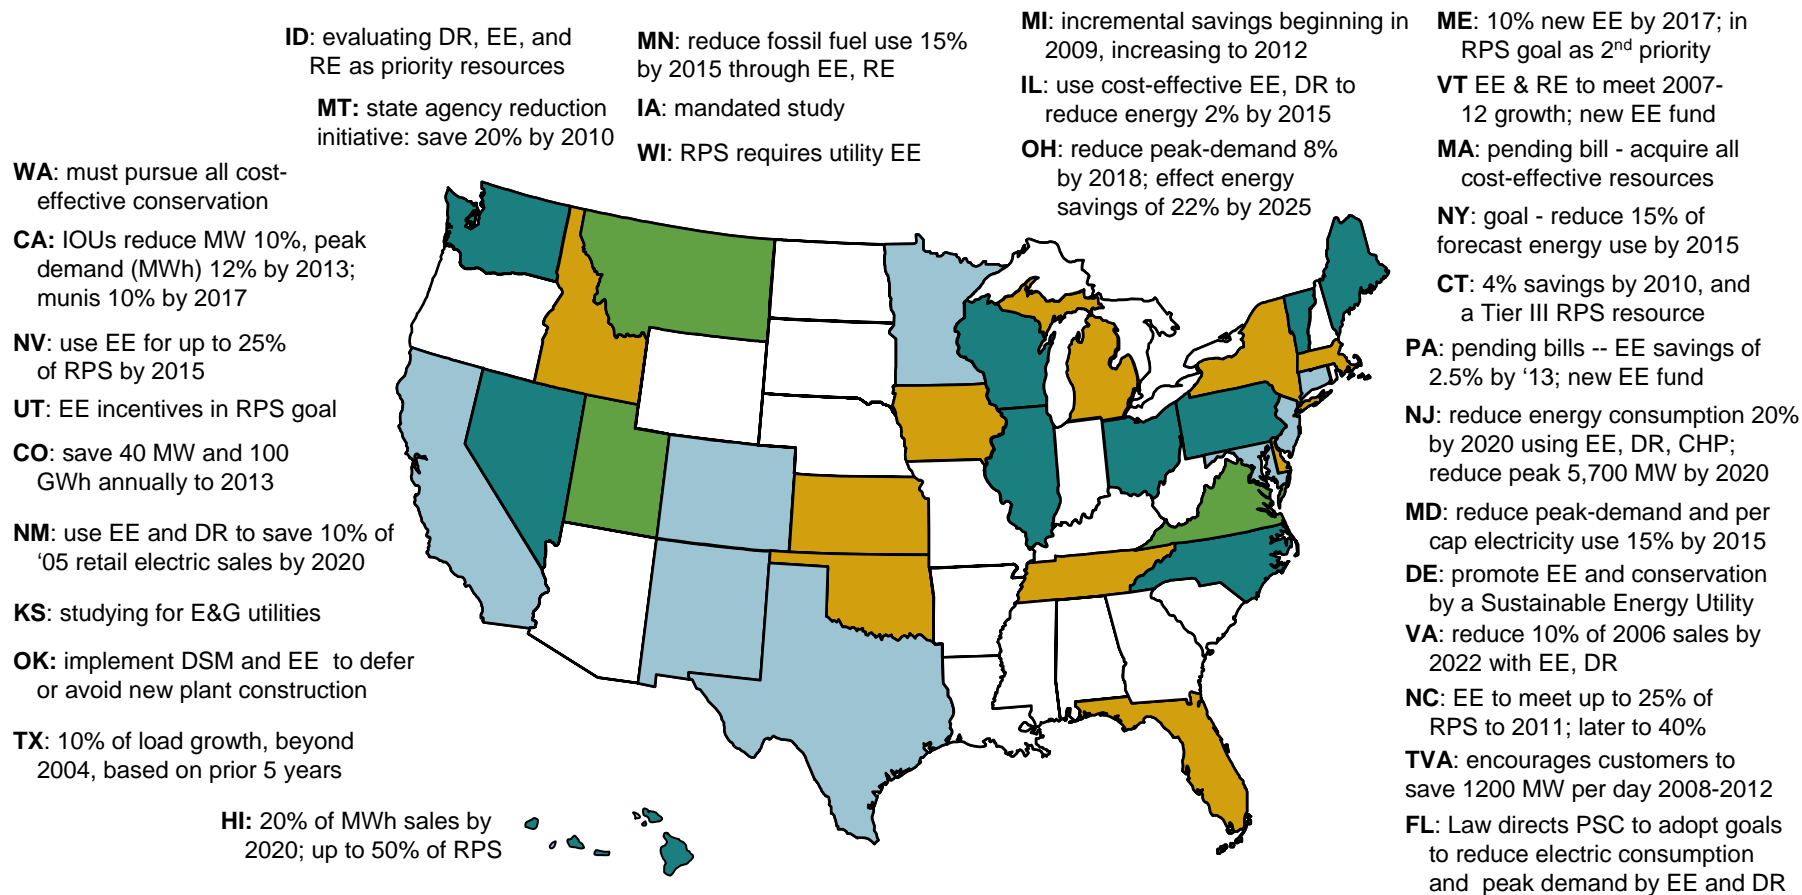 ID: evaluating DR, EE, and
RE as priority resources
MT: state agency reduction
initiative: save 20% by 2010
MN: reduce fossil fuel use 15%
by 2015 through EE, RE
IA: mandated study
WI: RPS requires utility EE
MI: incremental savings beginning in
2009, increasing to 2012
IL: use cost-effective EE, DR to
reduce energy 2% by 2015
OH: reduce peak-demand 8%
by 2018; effect energy
savings of 22% by 2025
ME: 10% new EE by 2017; in
RPS goal as 2nd priority
VT EE & RE to meet 2007-
12 growth; new EE fund
MA: pending bill - acquire all
cost-effective resources
NY: goal - reduce 15% of
forecast energy use by 2015
CT: 4% savings by 2010, and
a Tier III RPS resource
PA: pending bills -- EE savings of
2.5% by ‘13; new EE fund
NJ: reduce energy consumption 20%
by 2020 using EE, DR, CHP;
reduce peak 5,700 MW by 2020
MD: reduce peak-demand and per
cap electricity use 15% by 2015
DE: promote EE and conservation
by a Sustainable Energy Utility
VA: reduce 10% of 2006 sales by
2022 with EE, DR
NC: EE to meet up to 25% of
RPS to 2011; later to 40%
TVA: encourages customers to
save 1200 MW per day 2008-2012
FL: Law directs PSC to adopt goals
to reduce electric consumption
and peak demand by EE and DR
WA: must pursue all cost-
effective conservation
CA: IOUs reduce MW 10%, peak
demand (MWh) 12% by 2013;
munis 10% by 2017
NV: use EE for up to 25%
of RPS by 2015
UT: EE incentives in RPS goal
CO: save 40 MW and 100
GWh annually to 2013
NM: use EE and DR to save 10% of
‘05 retail electric sales by 2020
KS: studying for E&G utilities
OK: implement DSM and EE to defer
or avoid new plant construction
TX: 10% of load growth, beyond
2004, based on prior 5 years
HI: 20% of MWh sales by
2020; up to 50% of RPS